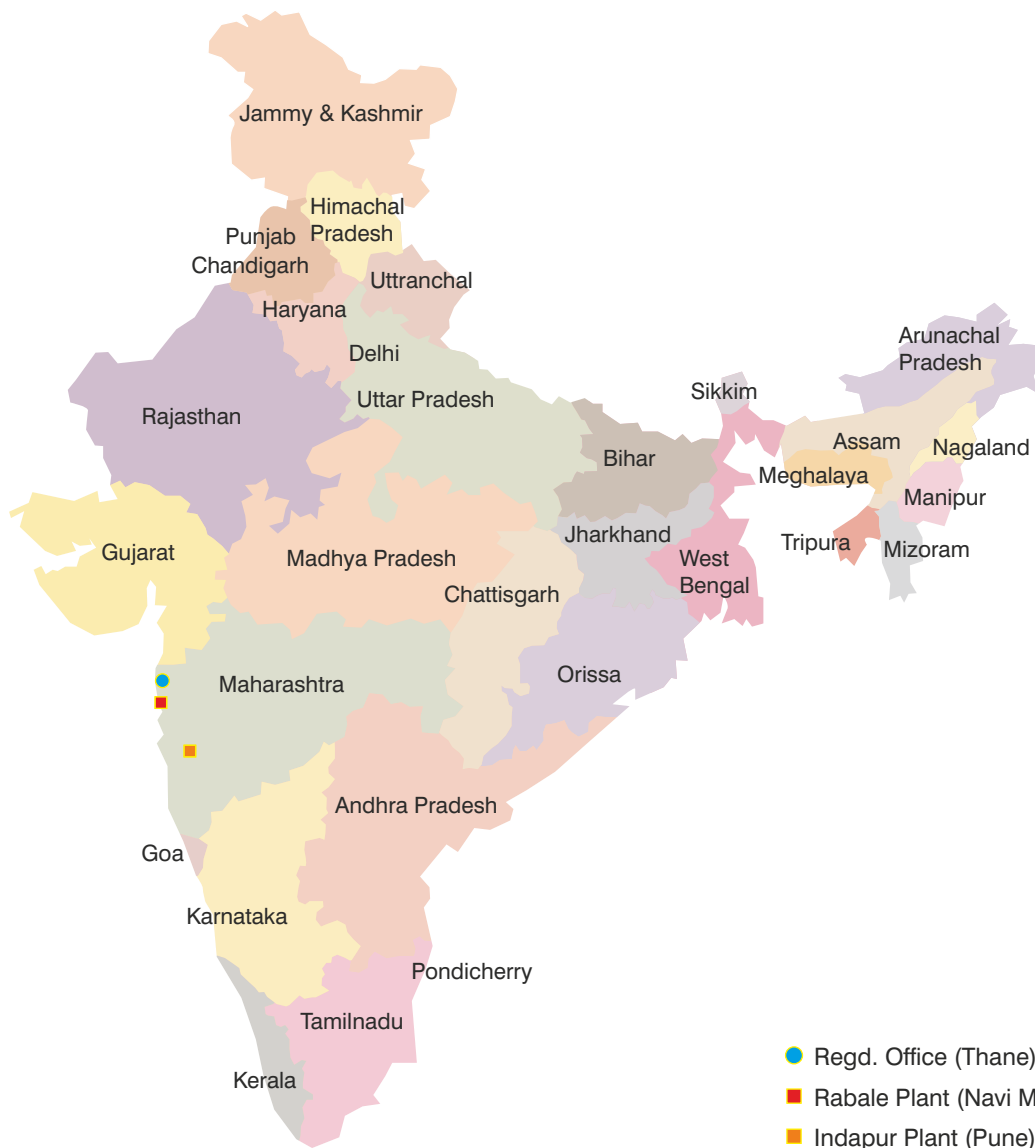 Jammy & Kashmir
Himachal
Pradesh
Punjab
Chandigarh
Uttranchal
Haryana
Delhi
Arunachal
Pradesh
Sikkim
Uttar Pradesh
Rajasthan
Assam
Nagaland
Bihar
Meghalaya
Manipur
Jharkhand
Tripura
Mizoram
Gujarat
Madhya Pradesh
West
Bengal
Chattisgarh
Orissa
Maharashtra
Andhra Pradesh
Goa
Karnataka
Pondicherry
Tamilnadu
Kerala
Regd. Office (Thane)
Rabale Plant (Navi M
Indapur Plant (Pune)